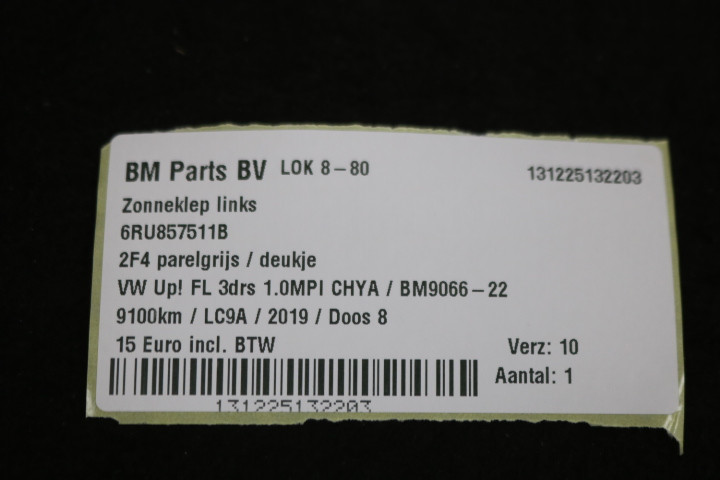 BM Parts BV LOK 8-80 131225132203
Zonneklep links
6RU857511B
2F4 parelgrijs / deukje
VW Up! FL 3drs 1.0MPI CHYA / BM9066-22
9100km / LC9A / 2019 / Doos 8
15 Euro incl. BTW Verz: 10
Aantal: 1
131225132203